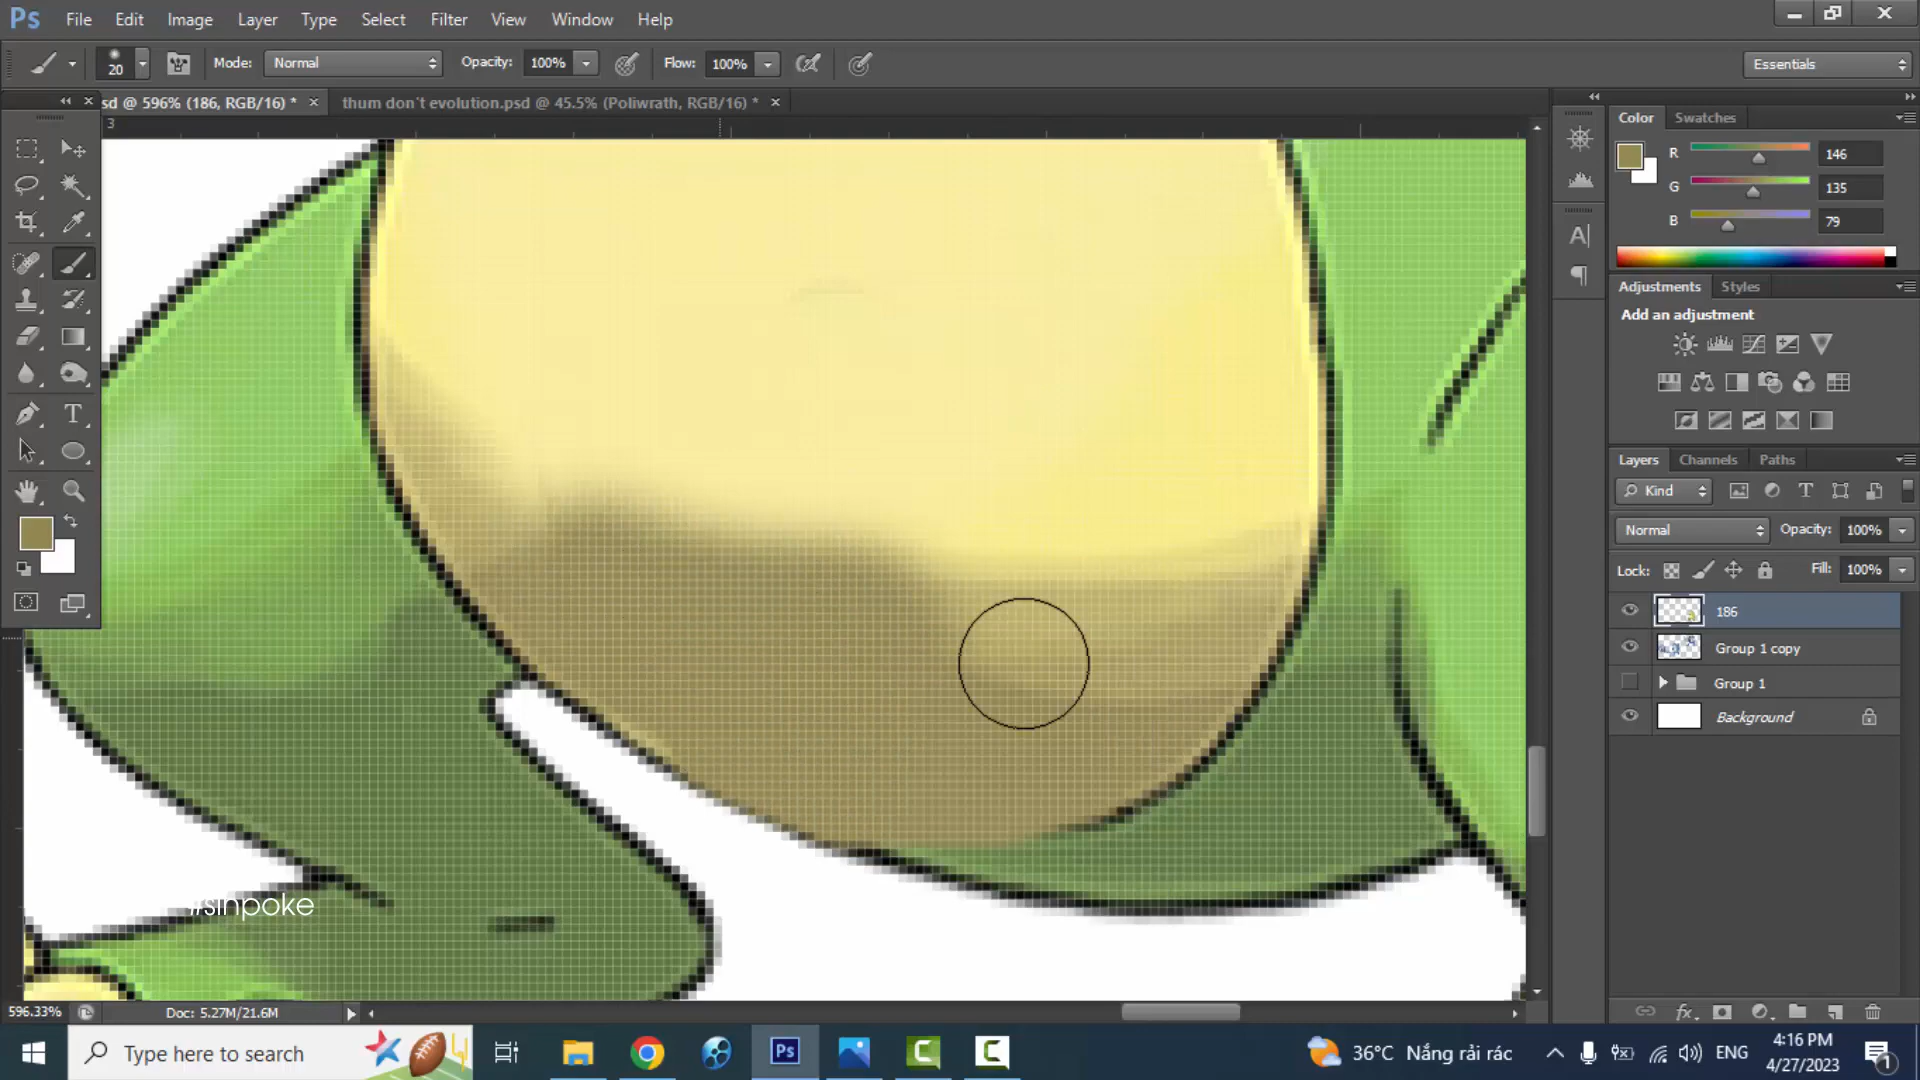 Ps File Edit Image Layer Type Select Filter View Window Help
20 Mode: Normal Opacity: 100% Flow: 100% Essentials
sd @ 596% (186, RGB/16) * × thum don`t evolution.psd @ 45.5% (Poliwrath, RGB/16) * ×
3
Color Swatches
R 146
G 135
B 79
Adjustments Styles
Add an adjustment
Layers Channels Paths
Kind
Normal Opacity: 100%
Lock: Fill: 100%
186
Group 1 copy
Group 1
Background
#sinpoke
596.33% Doc: 5.27M/21.6M
Type here to search
36°C Nắng rải rác ENG
4:16 PM
4/27/2023
1